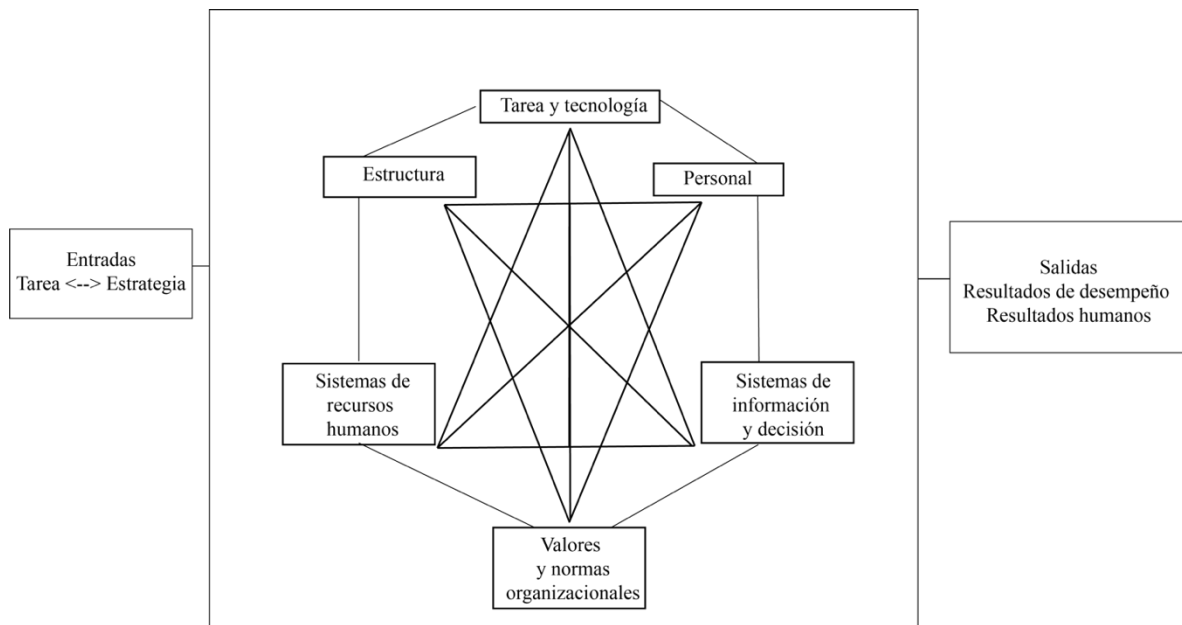 Tarea y tecnología
Estructura
Personal
Entradas
Tarea <--> Estrategia
Salidas
Resultados de desempeño
Resultados humanos
Sistemas de
recursos
humanos
Sistemas de
información
y decisión
Valores
y normas
organizacionales